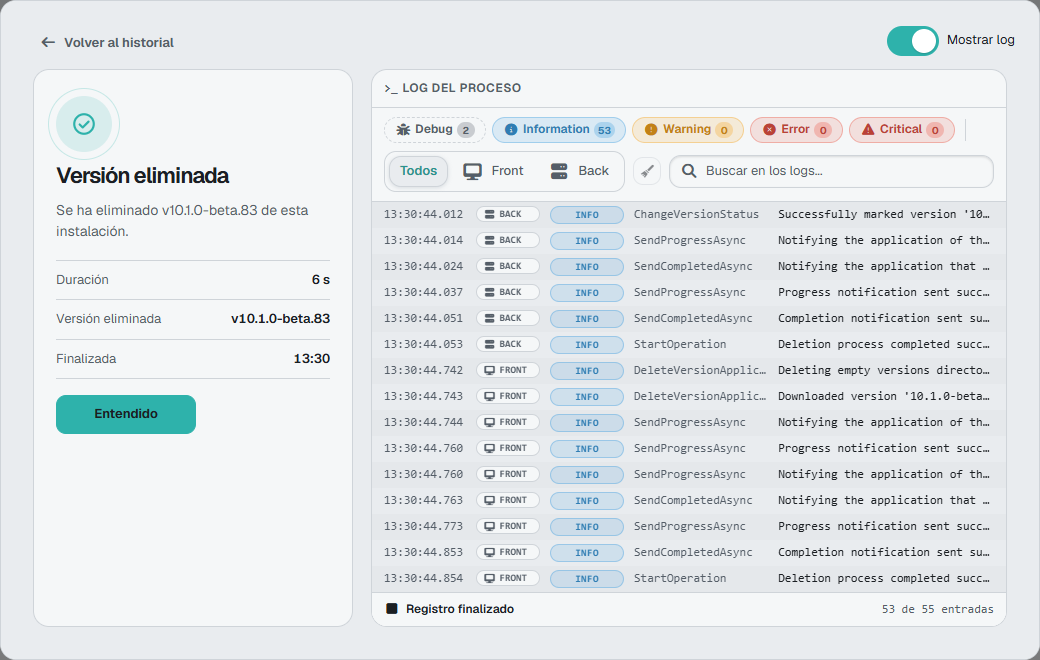 Volver al historial
Mostrar log
Versión eliminada
Se ha eliminado v10.1.0-beta.83 de esta
instalación.
Duración 6 s
Versión eliminada v10.1.0-beta.83
Finalizada 13:30
Entendido
>_ LOG DEL PROCESO
Debug 2 Information 53 Warning 0 Error 0 Critical 0
Todos Front Back Buscar en los logs...
13:30:44.012 BACK INFO ChangeVersionStatus Successfully marked version '10…
13:30:44.014 BACK INFO SendProgressAsync Notifying the application of th…
13:30:44.024 BACK INFO SendCompletedAsync Notifying the application that …
13:30:44.037 BACK INFO SendProgressAsync Progress notification sent succ…
13:30:44.051 BACK INFO SendCompletedAsync Completion notification sent su…
13:30:44.053 BACK INFO StartOperation Deletion process completed succ…
13:30:44.742 FRONT INFO DeleteVersionApplic… Deleting empty versions directo…
13:30:44.743 FRONT INFO DeleteVersionApplic… Downloaded version '10.1.0-beta…
13:30:44.744 FRONT INFO SendProgressAsync Notifying the application of th…
13:30:44.760 FRONT INFO SendProgressAsync Progress notification sent succ…
13:30:44.760 FRONT INFO SendProgressAsync Notifying the application of th…
13:30:44.763 FRONT INFO SendCompletedAsync Notifying the application that …
13:30:44.773 FRONT INFO SendProgressAsync Progress notification sent succ…
13:30:44.853 FRONT INFO SendCompletedAsync Completion notification sent su…
13:30:44.854 FRONT INFO StartOperation Deletion process completed succ…
Registro finalizado 53 de 55 entradas